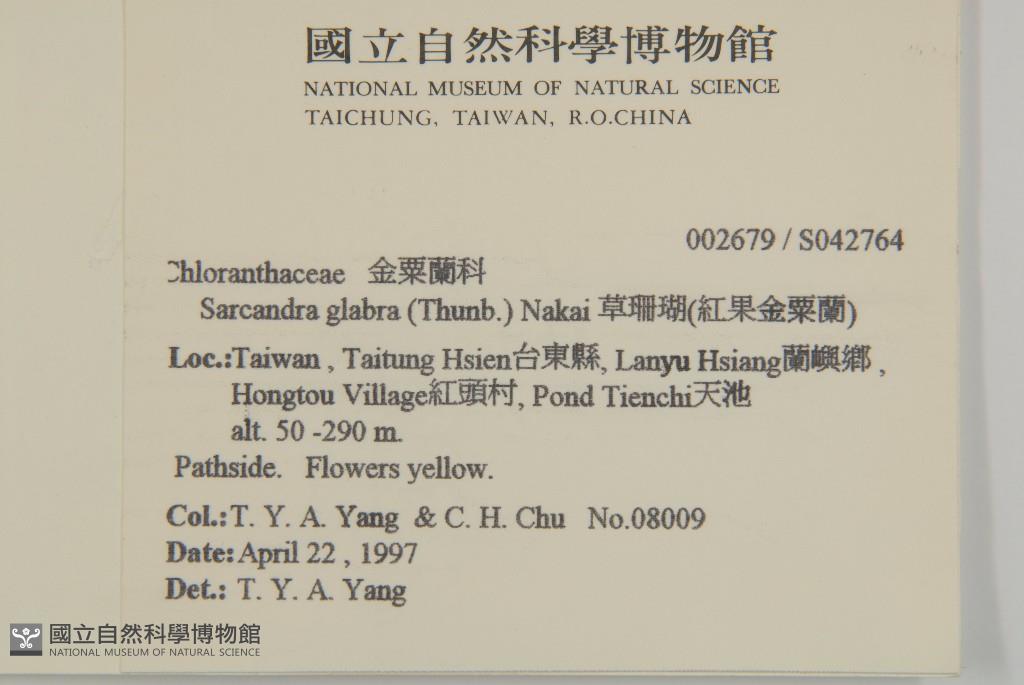 國立自然科學博物館
NATIONAL MUSEUM OF NATURAL SCIENCE
TAICHUNG, TAIWAN, R.O.CHINA
002679 / S042764
Chloranthaceae 金粟蘭科
Sarcandra glabra (Thunb.) Nakai 草珊瑚(紅果金粟蘭)
Loc.:Taiwan , Taitung Hsien台東縣, Lanyu Hsiang蘭嶼鄉 ,
Hongtou Village紅頭村, Pond Tienchi天池
alt. 50 -290 m.
Pathside. Flowers yellow.
Col.:T. Y. A. Yang & C. H. Chu No.08009
Date:April 22 , 1997
Det.: T. Y. A. Yang
國立自然科學博物館
NATIONAL MUSEUM OF NATURAL SCIENCE